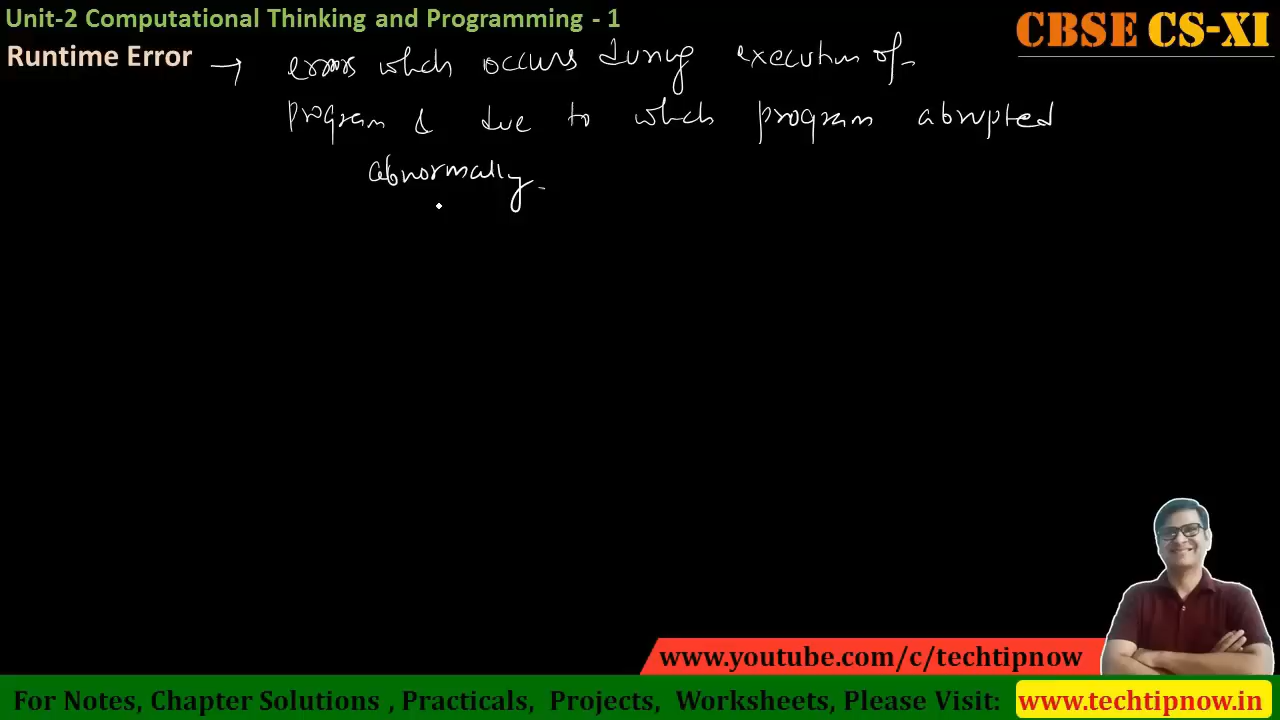 Unit-2 Computational Thinking and Programming - 1
CBSE CS-XI
Runtime Error → errors which occurs during execution of
program & due to which program abrupted
abnormally.
www.youtube.com/c/techtipnow
For Notes, Chapter Solutions , Practicals, Projects, Worksheets, Please Visit: www.techtipnow.in